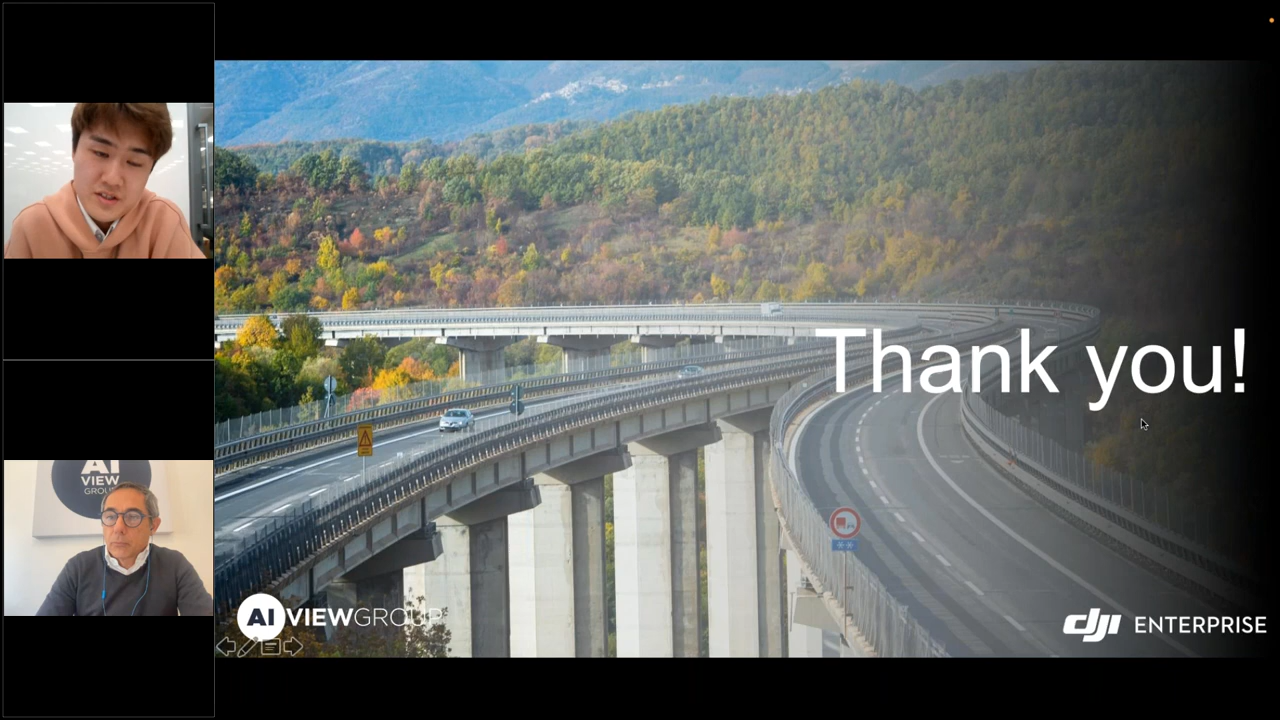 Thank you!
AI
VIEW
GROUP
AI VIEWGROUP
dji ENTERPRISE